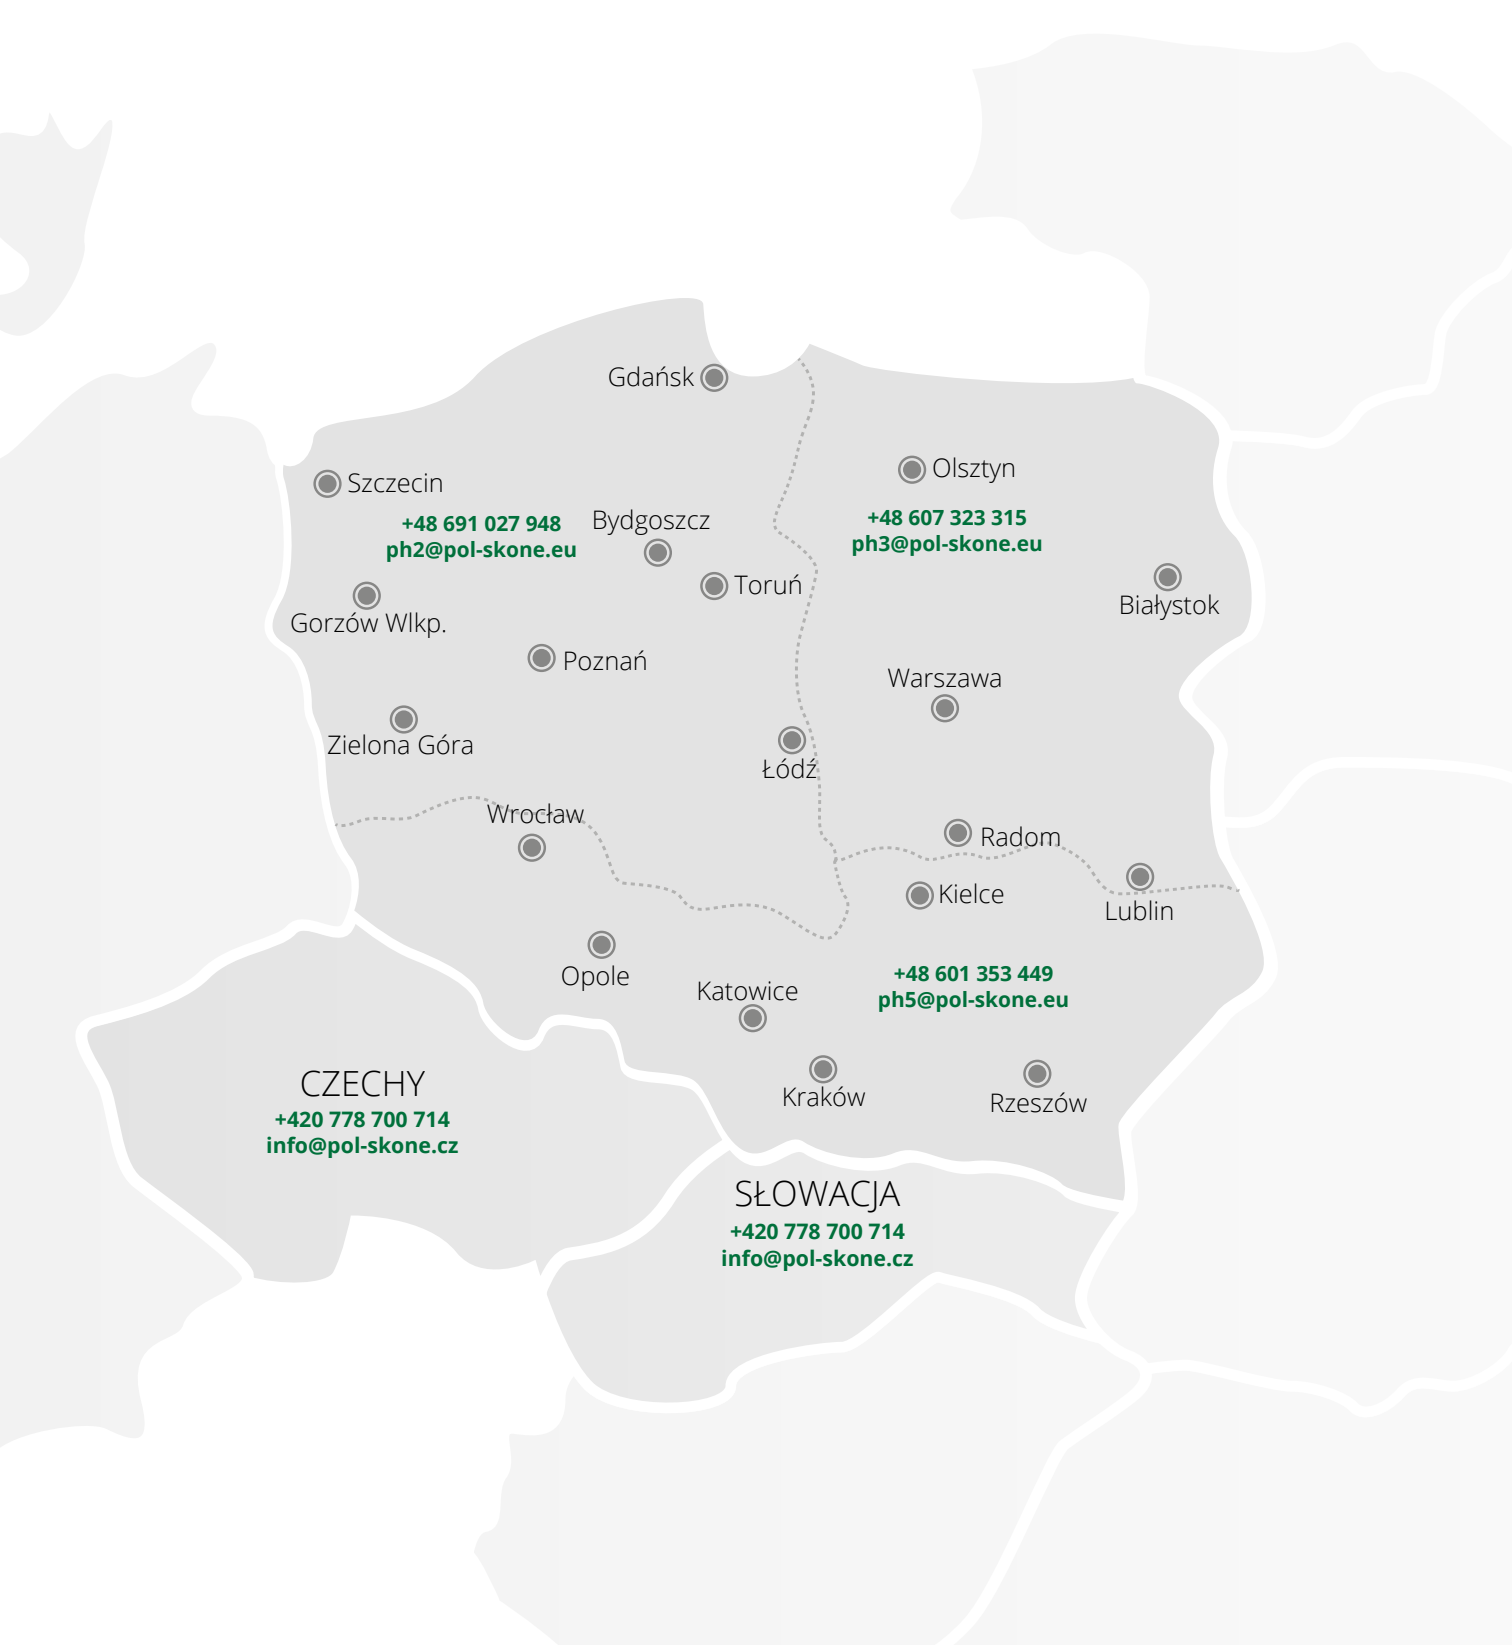 Gdańsk
Olsztyn
Szczecin
+48 691 027 948
ph2@pol-skone.eu
Bydgoszcz
+48 607 323 315
ph3@pol-skone.eu
Toruń
Białystok
Gorzów Wlkp.
Poznań
Warszawa
Zielona Góra
Łódź
Wrocław
Radom
Kielce
Lublin
Opole
Katowice
+48 601 353 449
ph5@pol-skone.eu
Kraków
Rzeszów
CZECHY
+420 778 700 714
info@pol-skone.cz
SŁOWACJA
+420 778 700 714
info@pol-skone.cz